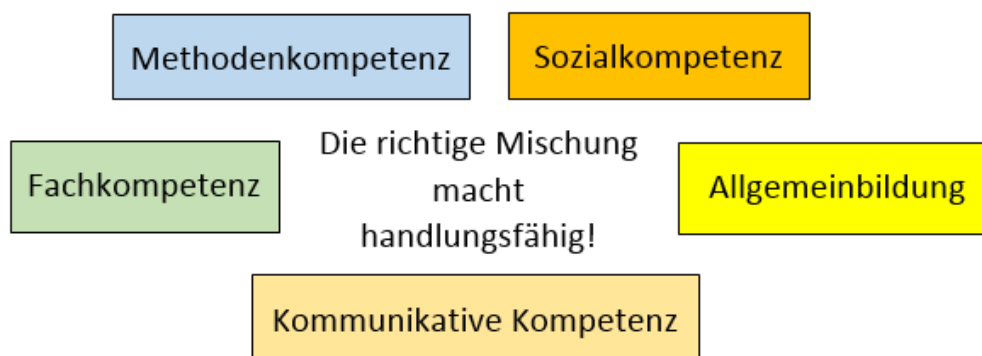 Methodenkompetenz
Sozialkompetenz
Fachkompetenz
Die richtige Mischung
macht
handlungsfähig!
Allgemeinbildung
Kommunikative Kompetenz